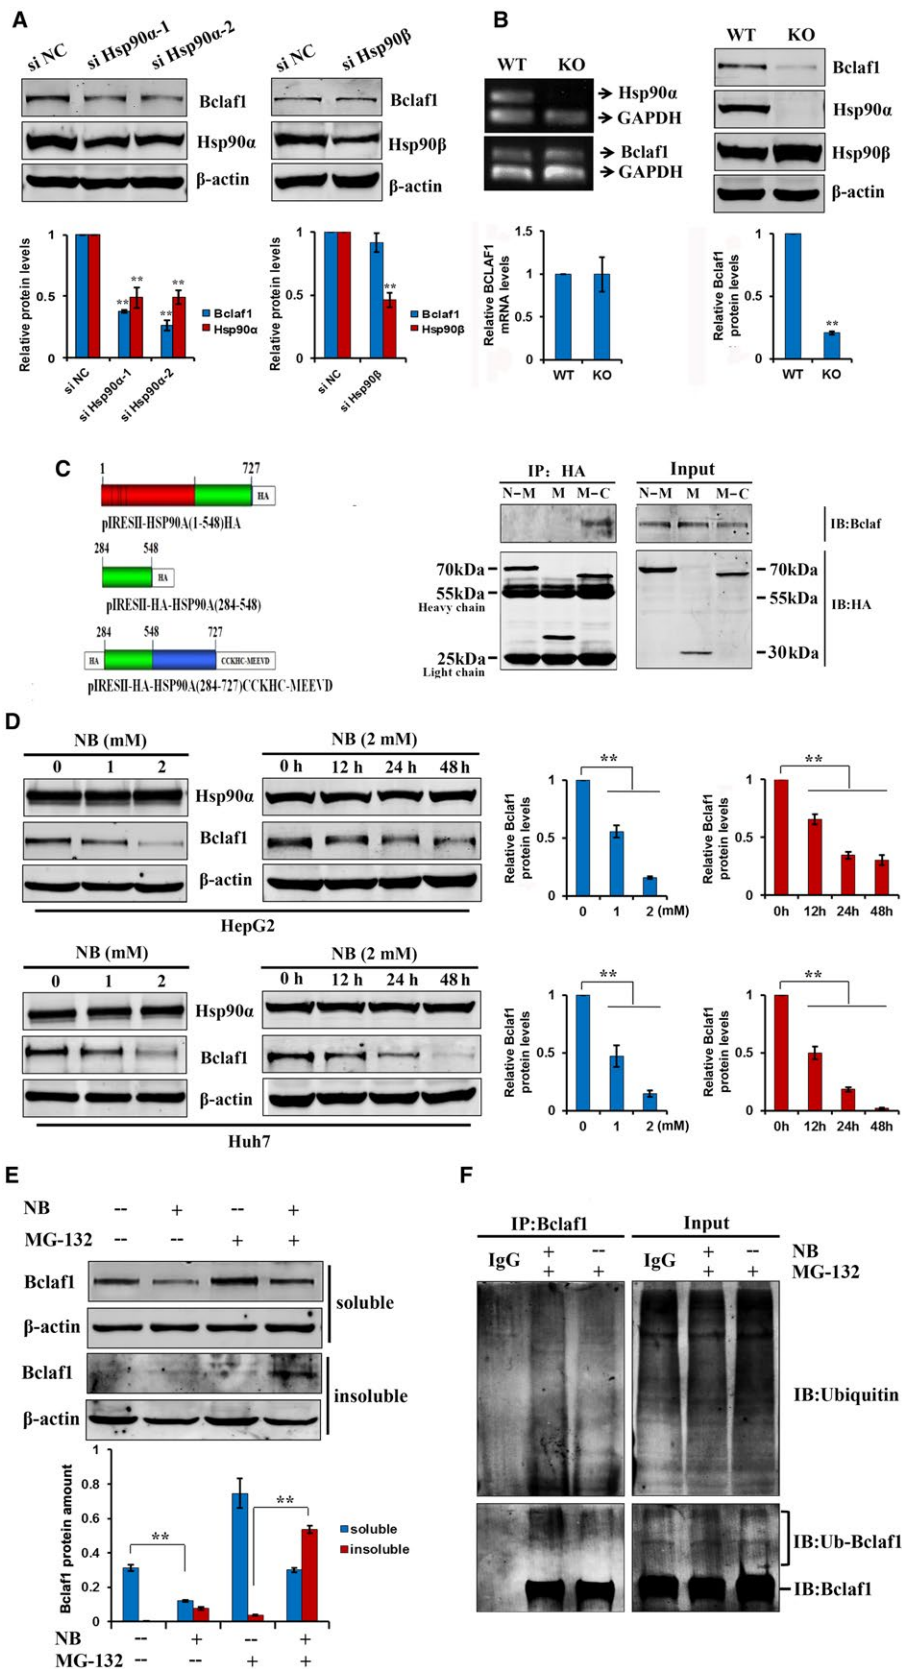 A
si NC
si Hsp90α-1
si Hsp90α-2
Bclaf1
Hsp90α
β-actin
si NC
si Hsp90β
Bclaf1
Hsp90β
β-actin
Relative protein levels
1
0.5
0
**
**
**
**
si NC
si Hsp90α-1
si Hsp90α-2
Bclaf1
Hsp90α
Relative protein levels
1
0.5
0
**
si NC
si Hsp90β
Bclaf1
Hsp90β
B
WT KO
Hsp90α
GAPDH
Bclaf1
GAPDH
WT KO
Bclaf1
Hsp90α
Hsp90β
β-actin
Relative BCLAF1
mRNA levels
1.5
1
0.5
0
WT KO
Relative Bclaf1
protein levels
1
0.5
0
**
WT KO
C
1 727
HA
pIRESII-HSP90A(1-548)HA
284 548
HA
pIRESII-HA-HSP90A(284-548)
284 548 727
HA CCKHC-MEEVD
pIRESII-HA-HSP90A(284-727)CCKHC-MEEVD
IP: HA
N-M M M-C
Input
N-M M M-C
IB:Bclaf
70kDa
55kDa
Heavy chain
25kDa
Light chain
70kDa
55kDa
30kDa
IB:HA
D
NB (mM)
0 1 2
NB (2 mM)
0 h 12 h 24 h 48 h
Hsp90α
Bclaf1
β-actin
HepG2
Relative Bclaf1
protein levels
1
0.5
0
**
0 1 2 (mM)
Relative Bclaf1
protein levels
1
0.5
0
**
0h 12h 24h 48h
NB (mM)
0 1 2
NB (2 mM)
0 h 12 h 24 h 48 h
Hsp90α
Bclaf1
β-actin
Huh7
Relative Bclaf1
protein levels
1
0.5
0
**
0 1 2 (mM)
Relative Bclaf1
protein levels
1
0.5
0
**
0h 12h 24h 48h
E
NB -- + -- +
MG-132 -- -- + +
Bclaf1
β-actin
soluble
Bclaf1
β-actin
insoluble
Bclaf1 protein amount
1
0.8
0.6
0.4
0.2
0
**
**
soluble
insoluble
NB -- + -- +
MG-132 -- -- + +
F
IP:Bclaf1
Input
IgG + --
+ +
IgG + -- NB
+ + MG-132
IB:Ubiquitin
IB:Ub-Bclaf1
IB:Bclaf1